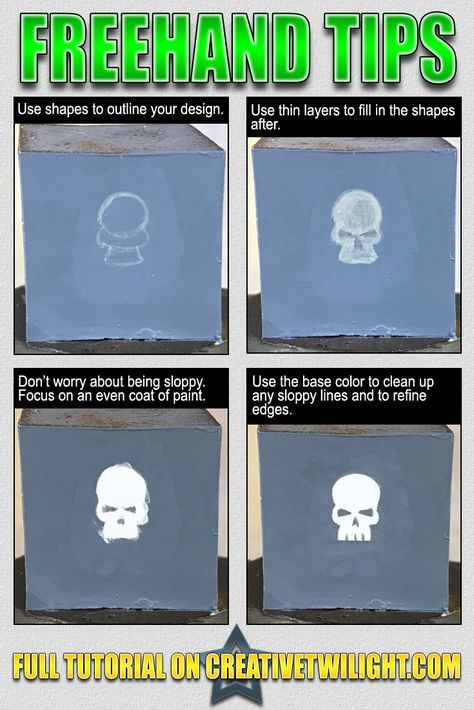 FREEHAND TIPS
Use shapes to outline your design.
Use thin layers to fill in the shapes
after.
Don't worry about being sloppy.
Focus on an even coat of paint.
Use the base color to clean up
any sloppy lines and to refine
edges.
FULL TUTORIAL ON CREATIVETWILIGHT.COM